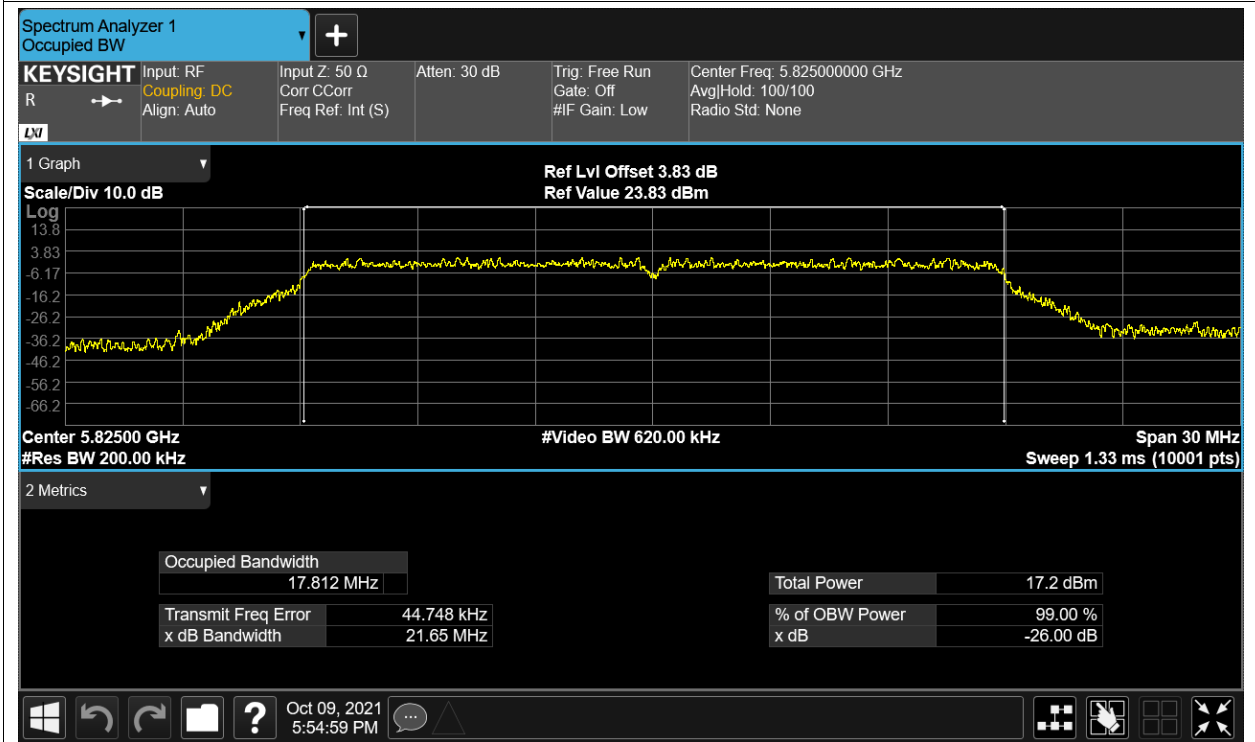 Spectrum Analyzer 1
Occupied BW
KEYSIGHT Input: RF Input Z: 50 Ω Atten: 30 dB Trig: Free Run Center Freq: 5.825000000 GHz
R Coupling: DC Corr CCorr Gate: Off Avg|Hold: 100/100
Align: Auto Freq Ref: Int (S) #IF Gain: Low Radio Std: None
LXI
1 Graph
Ref Lvl Offset 3.83 dB
Scale/Div 10.0 dB Ref Value 23.83 dBm
Log
13.8
3.83
-6.17
-16.2
-26.2
-36.2
-46.2
-56.2
-66.2
Center 5.82500 GHz #Video BW 620.00 kHz Span 30 MHz
#Res BW 200.00 kHz Sweep 1.33 ms (10001 pts)
2 Metrics
Occupied Bandwidth
17.812 MHz Total Power 17.2 dBm
Transmit Freq Error 44.748 kHz % of OBW Power 99.00 %
x dB Bandwidth 21.65 MHz x dB -26.00 dB
? Oct 09, 2021
5:54:59 PM